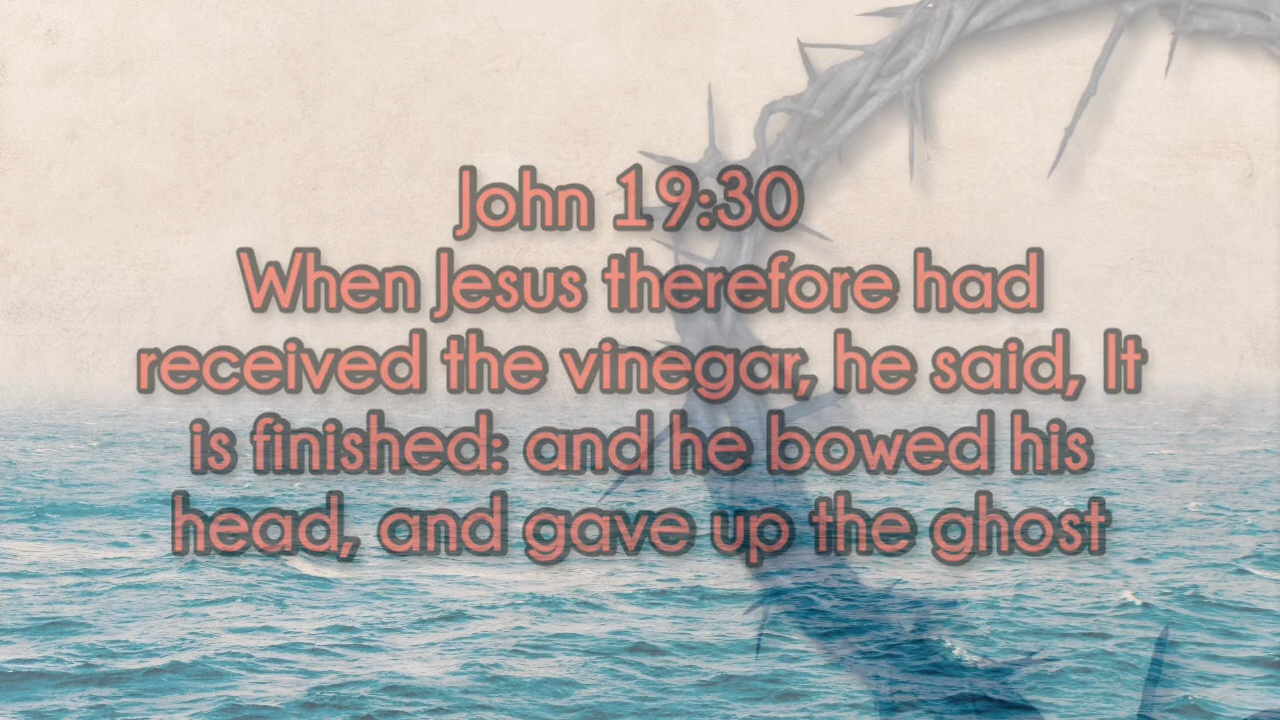 John 19:30
When Jesus therefore had
received the vinegar, he said, It
is finished: and he bowed his
head, and gave up the ghost